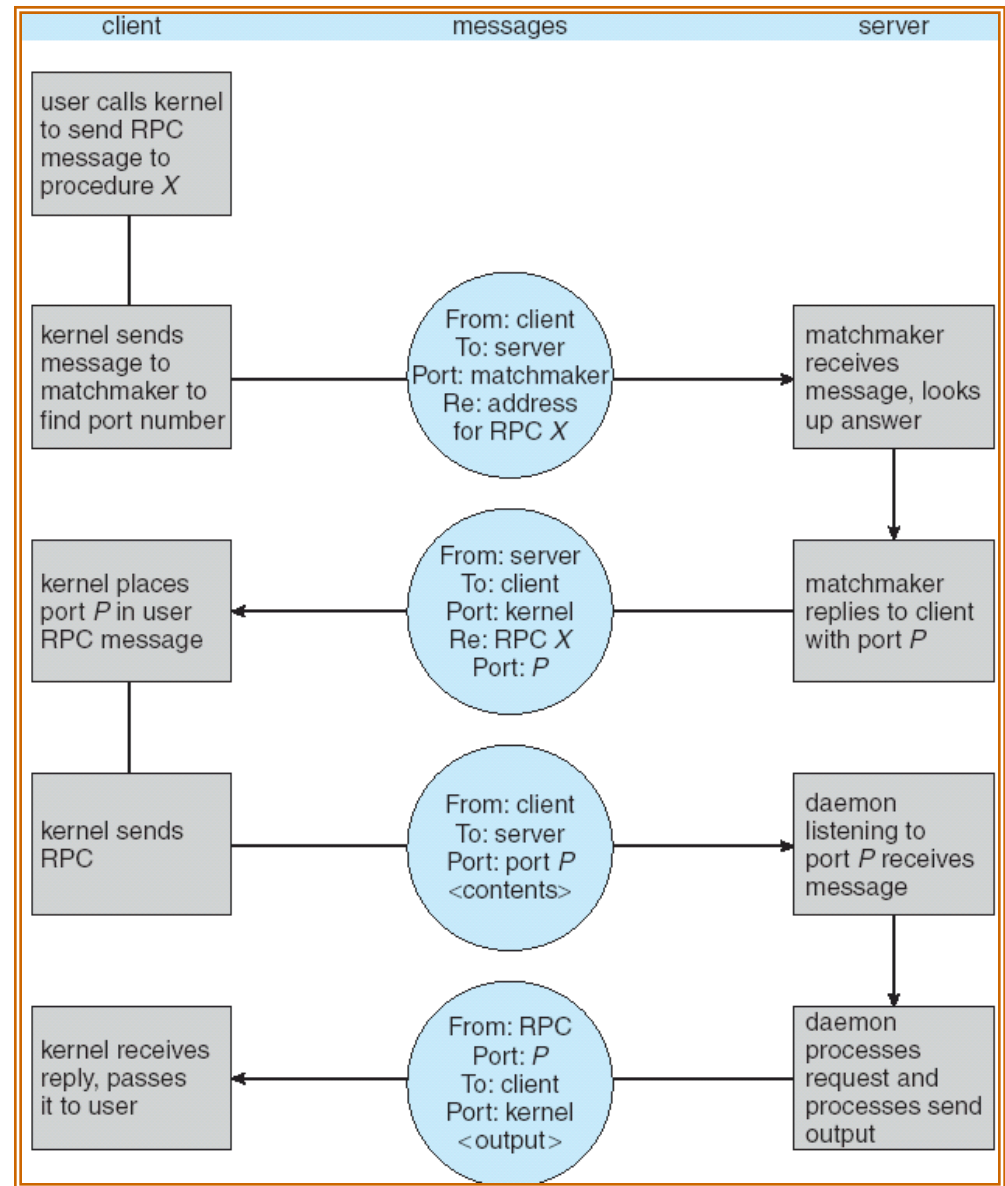 client
messages
server
user calls kernel
to send RPC
message to
procedure X
kernel sends
message to
matchmaker to
find port number
From: client
To: server
Port: matchmaker
Re: address
for RPC X
matchmaker
receives
message, looks
up answer
kernel places
port P in user
RPC message
From: server
To: client
Port: kernel
Re: RPC X
Port: P
matchmaker
replies to client
with port P
kernel sends
RPC
From: client
To: server
Port: port P
<contents>
daemon
listening to
port P receives
message
kernel receives
reply, passes
it to user
From: RPC
Port: P
To: client
Port: kernel
<output>
daemon
processes
request and
processes send
output